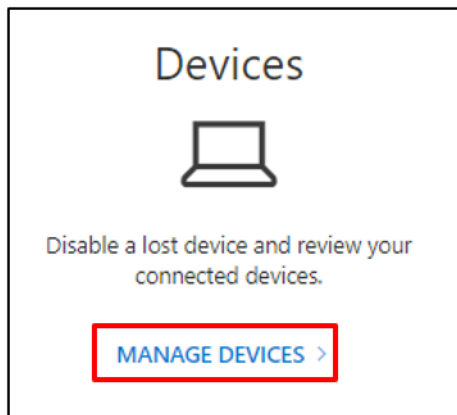 Devices
Disable a lost device and review your
connected devices.
MANAGE DEVICES >